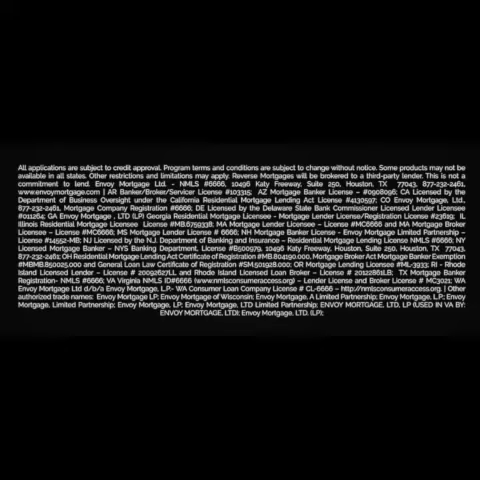 All applications are subject to credit approval. Program terms and conditions are subject to change without notice. Some products may not be
available in all states. Other restrictions and limitations may apply. Reverse Mortgages will be brokered to a third-party lender. This is not a
commitment to lend. Envoy Mortgage Ltd. - NMLS #6666, 10496 Katy Freeway, Suite 250, Houston, TX 77043, 877-232-2461,
www.envoymortgage.com | AR Banker/Broker/Servicer License #103315; AZ Mortgage Banker License – #0908096; CA Licensed by the
Department of Business Oversight under the California Residential Mortgage Lending Act License #4130597; CO Envoy Mortgage, Ltd.,
877-232-2461, Mortgage Company Registration #6666; DE Licensed by the Delaware State Bank Commissioner Licensed Lender Licensee
#011264; GA Envoy Mortgage , LTD (LP) Georgia Residential Mortgage Licensee - Mortgage Lender License/Registration License #23619; IL
Illinois Residential Mortgage Licensee License #MB.6759338; MA Mortgage Lender License – License #MC6666 and MA Mortgage Broker
Licensee – License #MC6666; MS Mortgage Lender License # 6666, NH Mortgage Banker License - Envoy Mortgage Limited Partnership –
License #14552-MB; NJ Licensed by the N.J. Department of Banking and Insurance – Residential Mortgage Lending License NMLS #6666; NY
Licensed Mortgage Banker – NYS Banking Department, License #B500979, 10496 Katy Freeway, Houston, Suite 250, Houston, TX 77043,
877-232-2461; OH Residential Mortgage Lending Act Certificate of Registration #MB.804190.000, Mortgage Broker Act Mortgage Banker Exemption
#MBMB.850025.000 and General Loan Law Certificate of Registration #SM.501928.000; OR Mortgage Lending Licensee #ML-3933; RI - Rhode
Island Licensed Lender – License # 20092627LL and Rhode Island Licensed Loan Broker – License # 20122861LB; TX Mortgage Banker
Registration- NMLS #6666; VA Virginia NMLS ID#6666 (www.nmlsconsumeraccess.org) – Lender License and Broker License # MC3021; WA
Envoy Mortgage Ltd d/b/a Envoy Mortgage, L.P.- WA Consumer Loan Company License # CL-6666 – http://nmlsconsumeraccess.org. | Other
authorized trade names: Envoy Mortgage LP; Envoy Mortgage of Wisconsin; Envoy Mortgage, A Limited Partnership; Envoy Mortgage, L.P.; Envoy
Mortgage, Limited Partnership; Envoy Mortgage, LP; Envoy Mortgage, LTD Limited Partnership; ENVOY MORTGAGE, LTD, LP (USED IN VA BY:
ENVOY MORTGAGE, LTD); Envoy Mortgage, LTD. (LP);